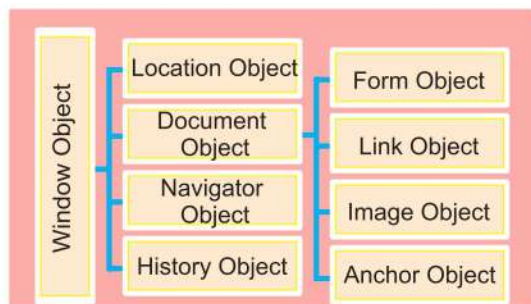 Window Object
Location Object
Document
Object
Navigator
Object
History Object
Form Object
Link Object
Image Object
Anchor Object